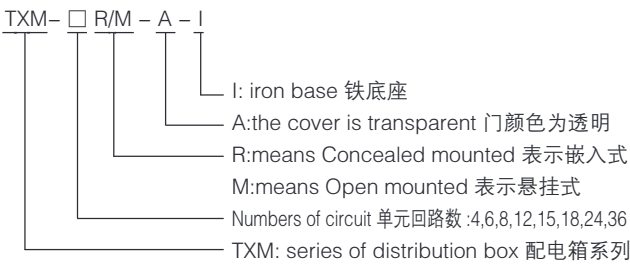 TXM– □ R/M – A – I
I: iron base 铁底座
A:the cover is transparent 门颜色为透明
R:means Concealed mounted 表示嵌入式
M:means Open mounted 表示悬挂式
Numbers of circuit 单元回路数 :4,6,8,12,15,18,24,36
TXM: series of distribution box 配电箱系列